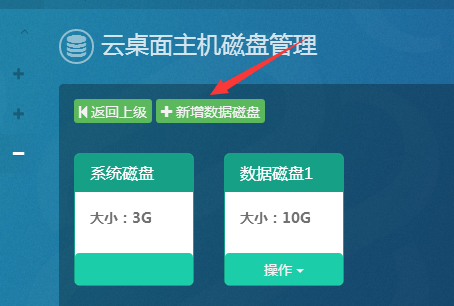 云桌面主机磁盘管理
返回上级 新增数据磁盘
系统磁盘 数据磁盘1
大小：3G 大小：10G
操作